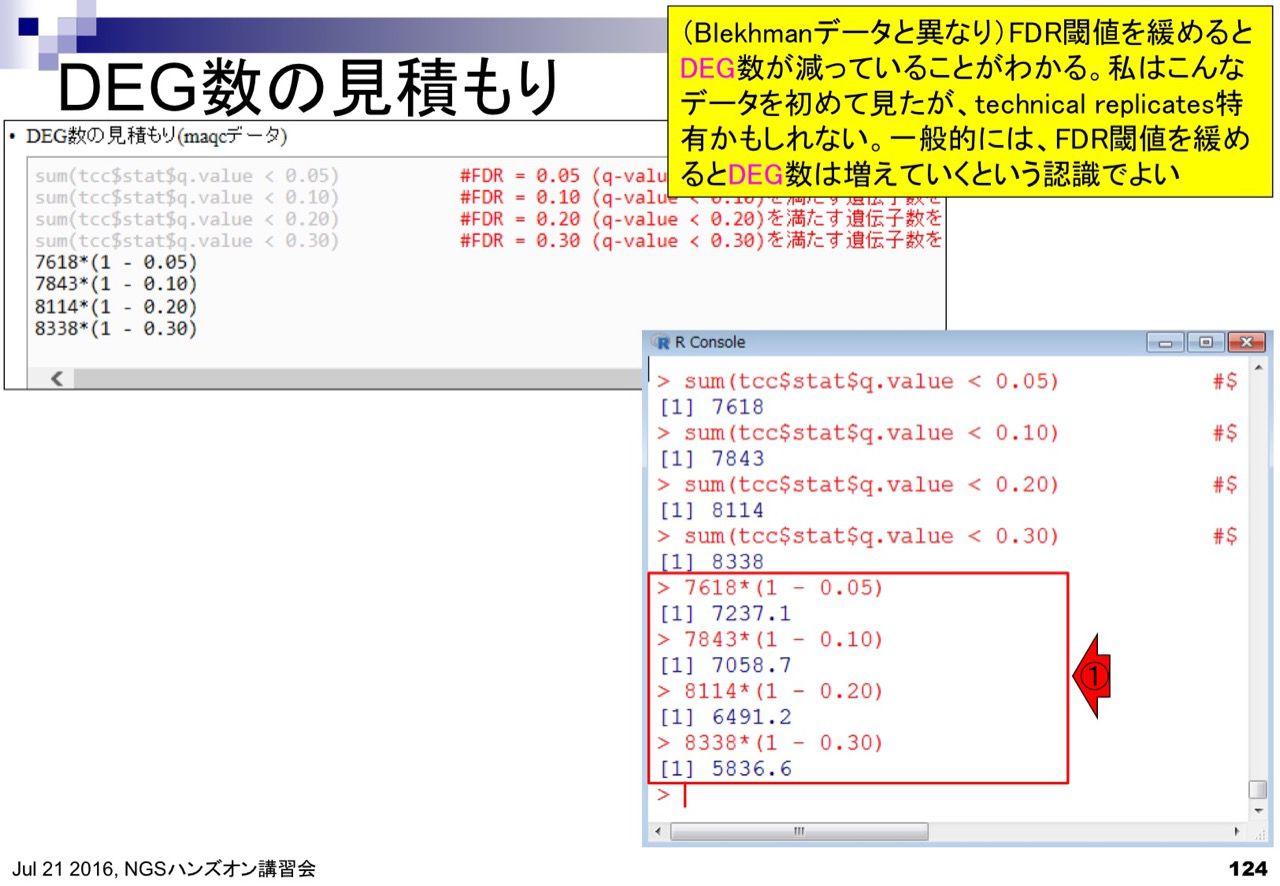 DEG数の見積もり
（Blekhmanデータと異なり）FDR閾値を緩めると
DEG数が減っていることがわかる。私はこんな
データを初めて見たが、technical replicates特
有かもしれない。一般的には、FDR閾値を緩め
るとDEG数は増えていくという認識でよい
• DEG数の見積もり(maqcデータ)
sum(tcc$stat$q.value < 0.05) #FDR = 0.05 (q-valu
sum(tcc$stat$q.value < 0.10) #FDR = 0.10 (q-value < 0.10)を満たす遺伝子数を
sum(tcc$stat$q.value < 0.20) #FDR = 0.20 (q-value < 0.20)を満たす遺伝子数を
sum(tcc$stat$q.value < 0.30) #FDR = 0.30 (q-value < 0.30)を満たす遺伝子数を
7618*(1 - 0.05)
7843*(1 - 0.10)
8114*(1 - 0.20)
8338*(1 - 0.30)
R Console
> sum(tcc$stat$q.value < 0.05) #$
[1] 7618
> sum(tcc$stat$q.value < 0.10) #$
[1] 7843
> sum(tcc$stat$q.value < 0.20) #$
[1] 8114
> sum(tcc$stat$q.value < 0.30) #$
[1] 8338
> 7618*(1 - 0.05)
[1] 7237.1
> 7843*(1 - 0.10)
[1] 7058.7
> 8114*(1 - 0.20)
[1] 6491.2
> 8338*(1 - 0.30)
[1] 5836.6
>
①
Jul 21 2016, NGSハンズオン講習会
124